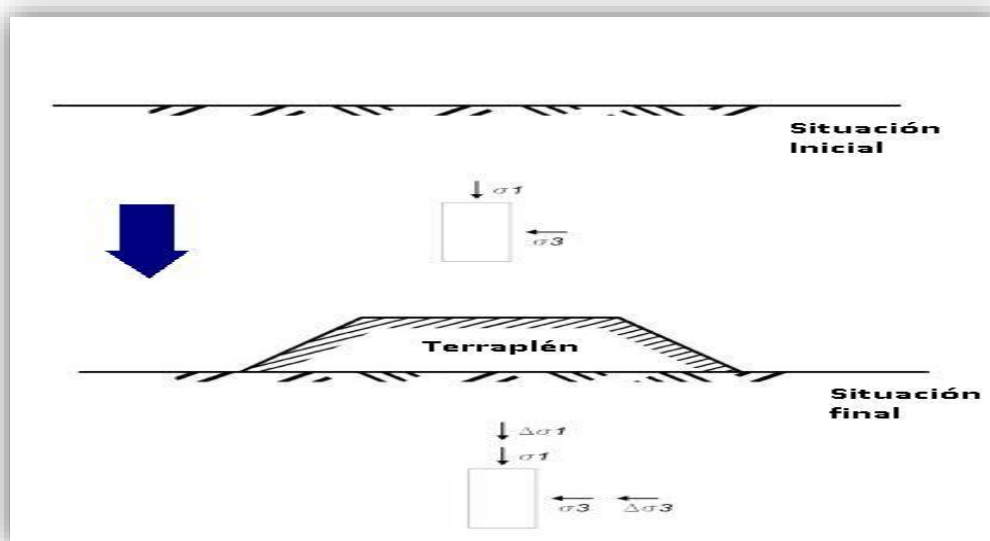 Situación
Inicial
σ1
σ3
Terraplén
Situación
final
Δσ1
σ1
σ3 Δσ3